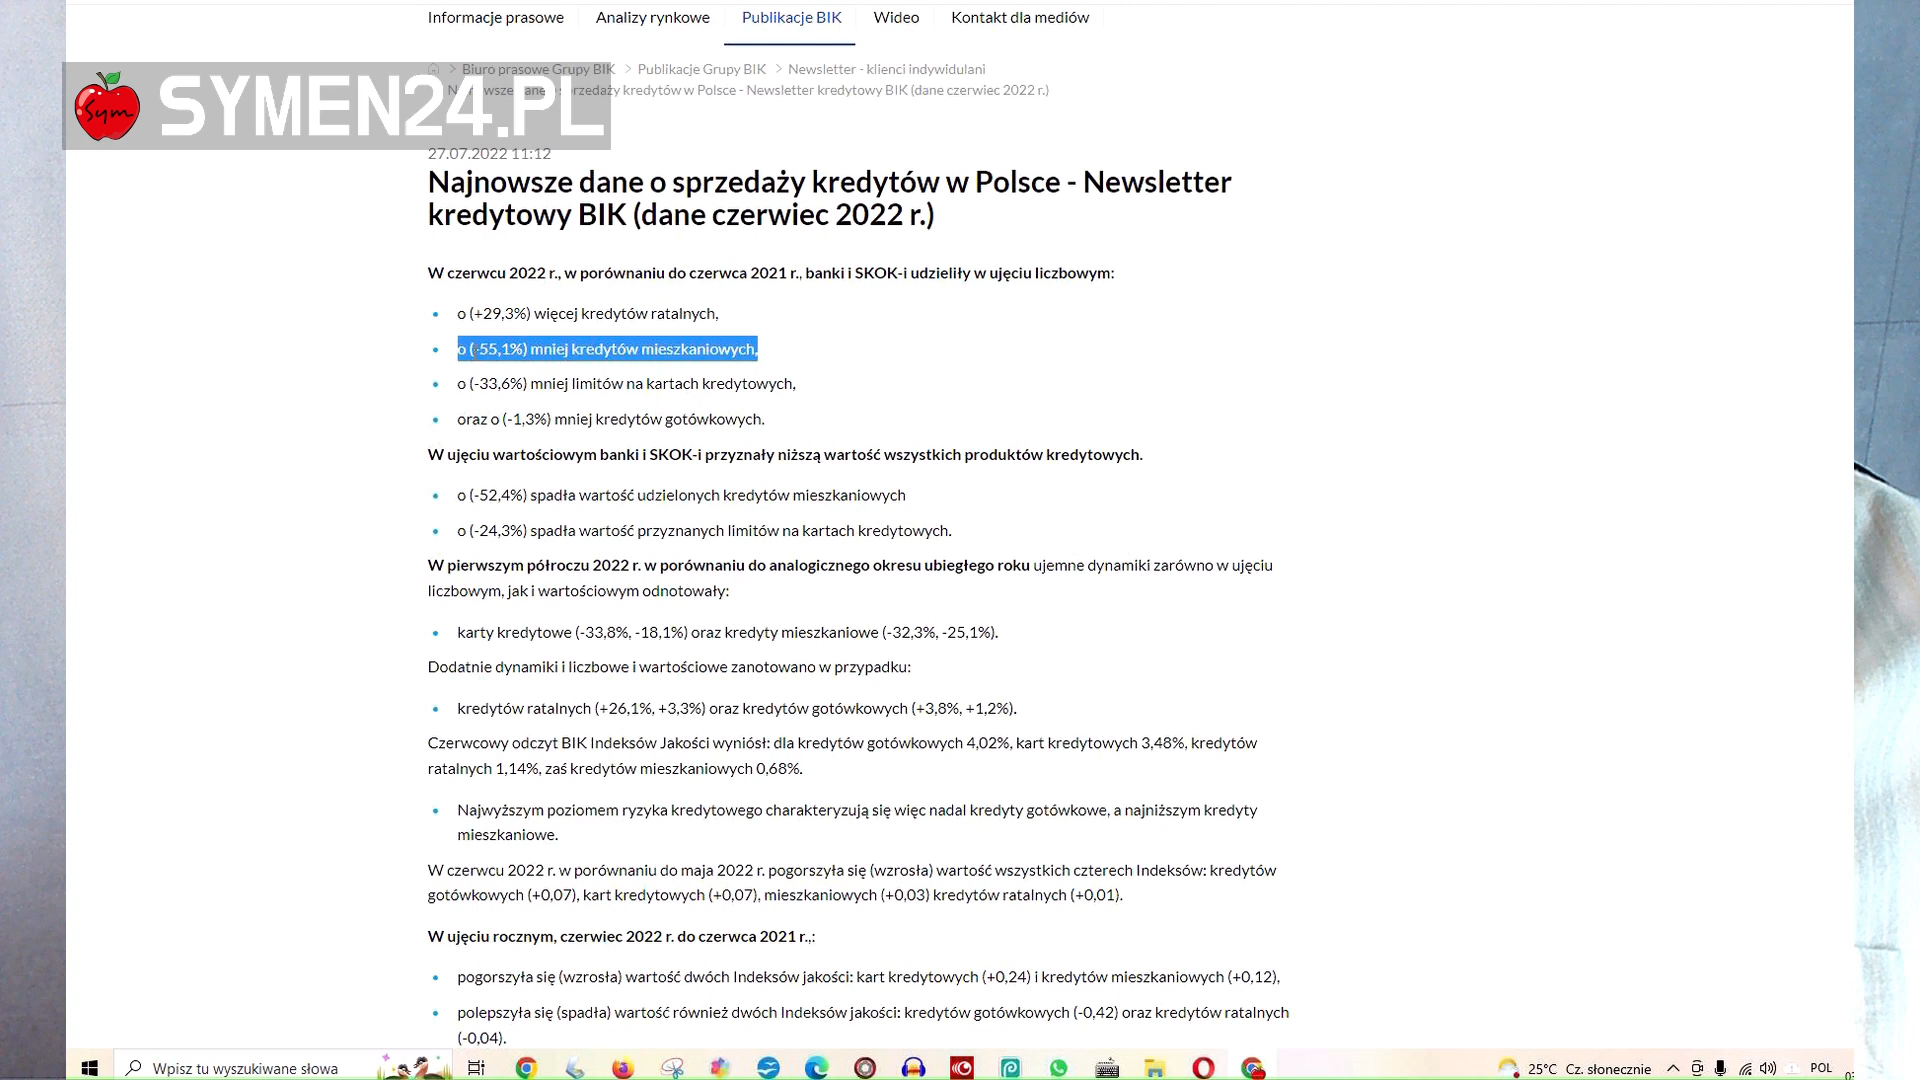 Informacje prasowe Analizy rynkowe Publikacje BIK Wideo Kontakt dla mediów
> Biuro prasowe Grupy BIK > Publikacje Grupy BIK > Newsletter - klienci indywidulani
Najnowsze dane o sprzedaży kredytów w Polsce - Newsletter kredytowy BIK (dane czerwiec 2022 r.)
Sym SYMEN24.PL
27.07.2022 11:12
Najnowsze dane o sprzedaży kredytów w Polsce - Newsletter
kredytowy BIK (dane czerwiec 2022 r.)
W czerwcu 2022 r., w porównaniu do czerwca 2021 r., banki i SKOK-i udzieliły w ujęciu liczbowym:
• o (+29,3%) więcej kredytów ratalnych,
• o (-55,1%) mniej kredytów mieszkaniowych,
• o (-33,6%) mniej limitów na kartach kredytowych,
• oraz o (-1,3%) mniej kredytów gotówkowych.
W ujęciu wartościowym banki i SKOK-i przyznały niższą wartość wszystkich produktów kredytowych.
• o (-52,4%) spadła wartość udzielonych kredytów mieszkaniowych
• o (-24,3%) spadła wartość przyznanych limitów na kartach kredytowych.
W pierwszym półroczu 2022 r. w porównaniu do analogicznego okresu ubiegłego roku ujemne dynamiki zarówno w ujęciu
liczbowym, jak i wartościowym odnotowały:
• karty kredytowe (-33,8%, -18,1%) oraz kredyty mieszkaniowe (-32,3%, -25,1%).
Dodatnie dynamiki i liczbowe i wartościowe zanotowano w przypadku:
• kredytów ratalnych (+26,1%, +3,3%) oraz kredytów gotówkowych (+3,8%, +1,2%).
Czerwcowy odczyt BIK Indeksów Jakości wyniósł: dla kredytów gotówkowych 4,02%, kart kredytowych 3,48%, kredytów
ratalnych 1,14%, zaś kredytów mieszkaniowych 0,68%.
• Najwyższym poziomem ryzyka kredytowego charakteryzują się więc nadal kredyty gotówkowe, a najniższym kredyty
mieszkaniowe.
W czerwcu 2022 r. w porównaniu do maja 2022 r. pogorszyła się (wzrosła) wartość wszystkich czterech Indeksów: kredytów
gotówkowych (+0,07), kart kredytowych (+0,07), mieszkaniowych (+0,03) kredytów ratalnych (+0,01).
W ujęciu rocznym, czerwiec 2022 r. do czerwca 2021 r.,:
• pogorszyła się (wzrosła) wartość dwóch Indeksów jakości: kart kredytowych (+0,24) i kredytów mieszkaniowych (+0,12),
• polepszyła się (spadła) wartość również dwóch Indeksów jakości: kredytów gotówkowych (-0,42) oraz kredytów ratalnych
(-0,04).
Wpisz tu wyszukiwane słowa 25°C Cz. słonecznie POL